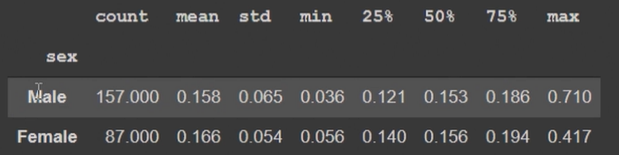 count mean std min 25% 50% 75% max
sex
Male 157.000 0.158 0.065 0.036 0.121 0.153 0.186 0.710
Female 87.000 0.166 0.054 0.056 0.140 0.156 0.194 0.417